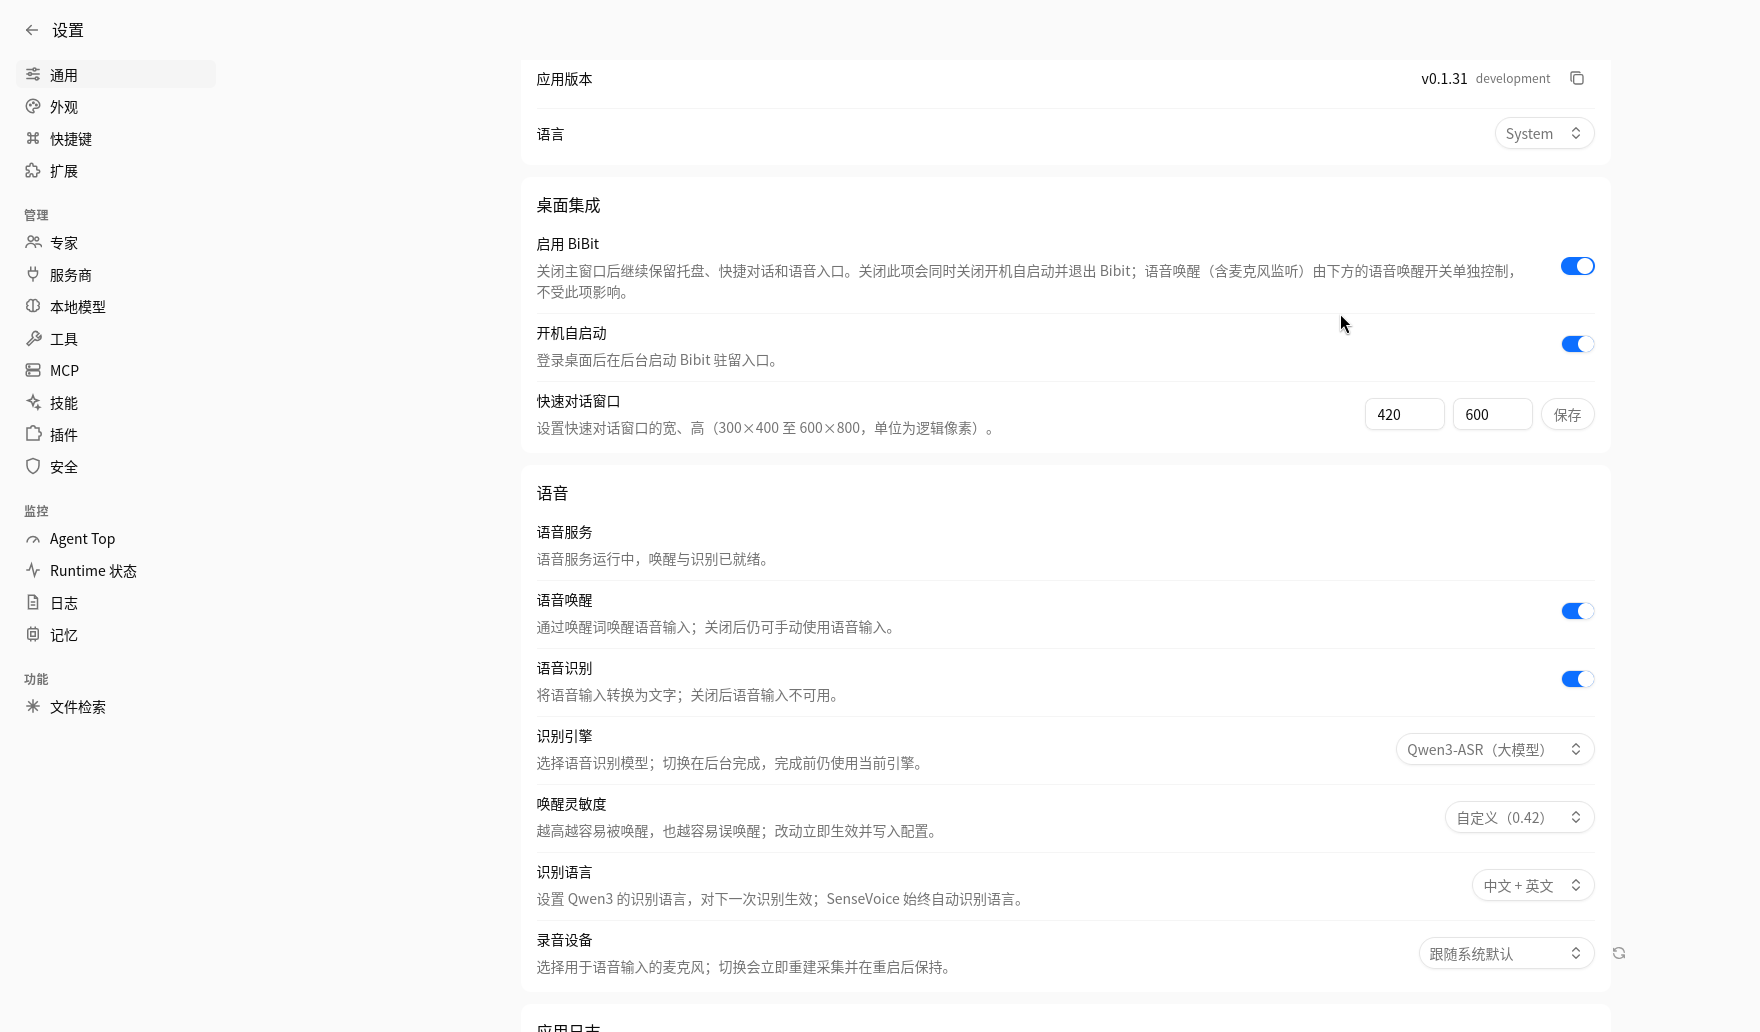 设置
通用
外观
快捷键
扩展
管理
专家
服务商
本地模型
工具
MCP
技能
插件
安全
监控
Agent Top
Runtime 状态
日志
记忆
功能
文件检索
应用版本
v0.1.31 development
语言
System
桌面集成
启用 BiBit
关闭主窗口后继续保留托盘、快捷对话和语音入口。关闭此项会同时关闭开机自启动并退出 Bibit；语音唤醒（含麦克风监听）由下方的语音唤醒开关单独控制，
不受此项影响。
开机自启动
登录桌面后在后台启动 Bibit 驻留入口。
快速对话窗口
设置快速对话窗口的宽、高（300×400 至 600×800，单位为逻辑像素）。
420 600 保存
语音
语音服务
语音服务运行中，唤醒与识别已就绪。
语音唤醒
通过唤醒词唤醒语音输入；关闭后仍可手动使用语音输入。
语音识别
将语音输入转换为文字；关闭后语音输入不可用。
识别引擎
选择语音识别模型；切换在后台完成，完成前仍使用当前引擎。
Qwen3-ASR（大模型）
唤醒灵敏度
越高越容易被唤醒，也越容易误唤醒；改动立即生效并写入配置。
自定义（0.42）
识别语言
设置 Qwen3 的识别语言，对下一次识别生效；SenseVoice 始终自动识别语言。
中文 + 英文
录音设备
选择用于语音输入的麦克风；切换会立即重建采集并在重启后保持。
跟随系统默认
应用日志